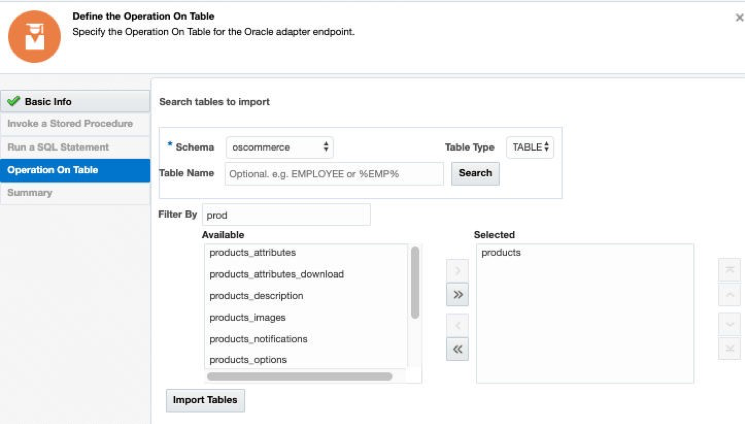 Define the Operation On Table
Specify the Operation On Table for the Oracle adapter endpoint.
Basic Info
Invoke a Stored Procedure
Run a SQL Statement
Operation On Table
Summary
Search tables to import
* Schema oscommerce Table Type TABLE
Table Name Optional. e.g. EMPLOYEE or %EMP% Search
Filter By prod
Available Selected
products_attributes products
products_attributes_download
products_description
products_images
products_notifications
products_options
Import Tables